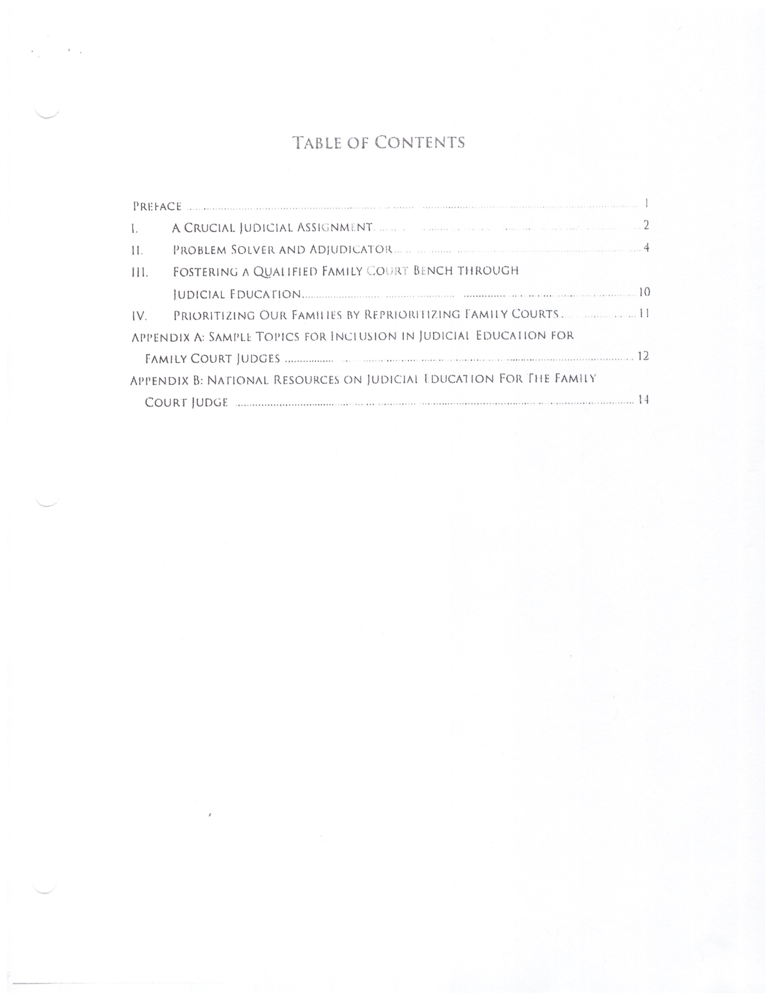 TABLE OF CONTENTS
PREFACE ........ 1
I. A CRUCIAL JUDICIAL ASSIGNMENT ........ 2
II. PROBLEM SOLVER AND ADJUDICATOR ........ 4
III. FOSTERING A QUALIFIED FAMILY COURT BENCH THROUGH
JUDICIAL EDUCATION ........ 10
IV. PRIORITIZING OUR FAMILIES BY REPRIORITIZING FAMILY COURTS ........ 11
APPENDIX A: SAMPLE TOPICS FOR INCLUSION IN JUDICIAL EDUCATION FOR
FAMILY COURT JUDGES ........ 12
APPENDIX B: NATIONAL RESOURCES ON JUDICIAL EDUCATION FOR THE FAMILY
COURT JUDGE ........ 14